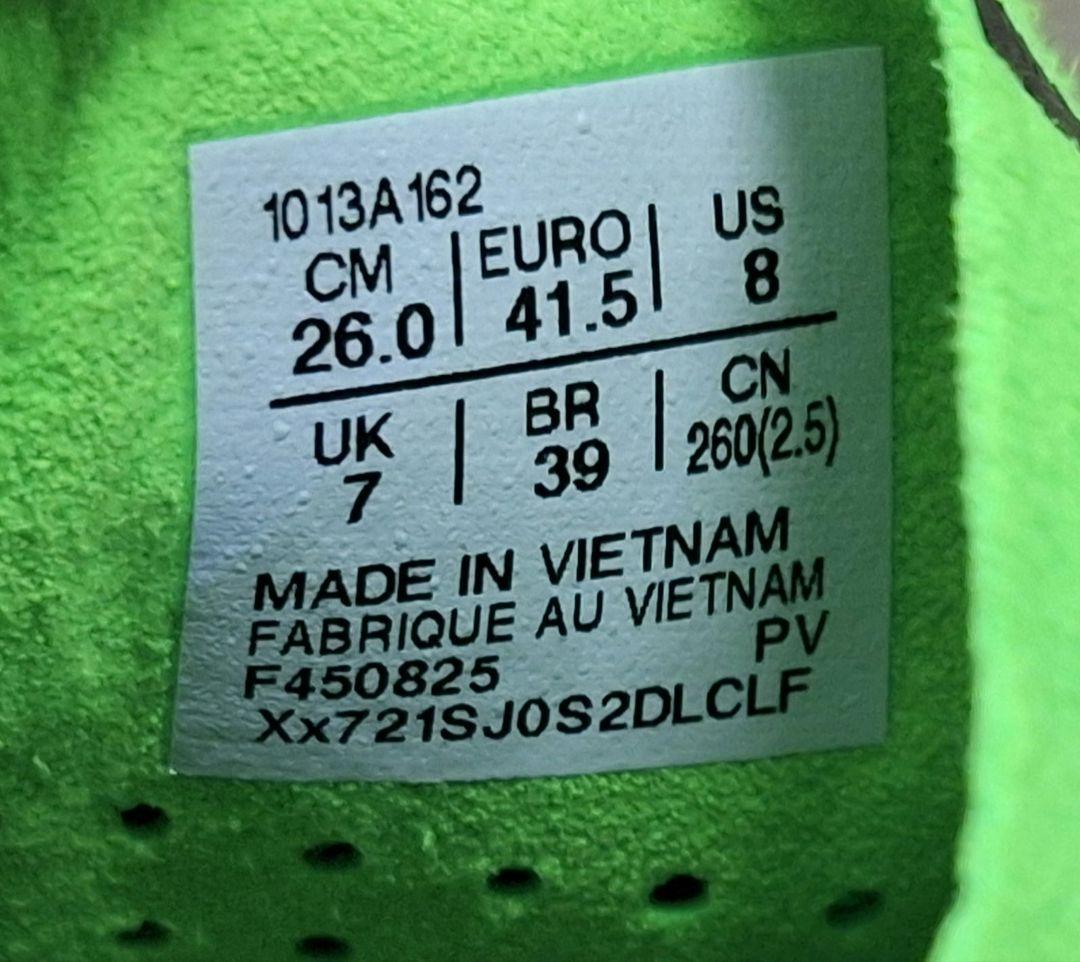 1013A162
CM | EURO | US
26.0 | 41.5 | 8
UK | BR | CN
7 | 39 | 260(2.5)
MADE IN VIETNAM
FABRIQUE AU VIETNAM
F450825 PV
Xx721SJ0S2DLCLF